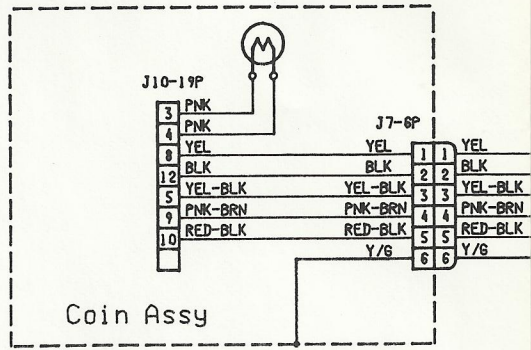 J10-19P
3 PNK
4 PNK
J7-6P
8 YEL YEL 1 1 YEL
12 BLK BLK 2 2 BLK
5 YEL-BLK YEL-BLK 3 3 YEL-BLK
9 PNK-BRN PNK-BRN 4 4 PNK-BRN
10 RED-BLK RED-BLK 5 5 RED-BLK
Y/G 6 6 Y/G
Coin Assy